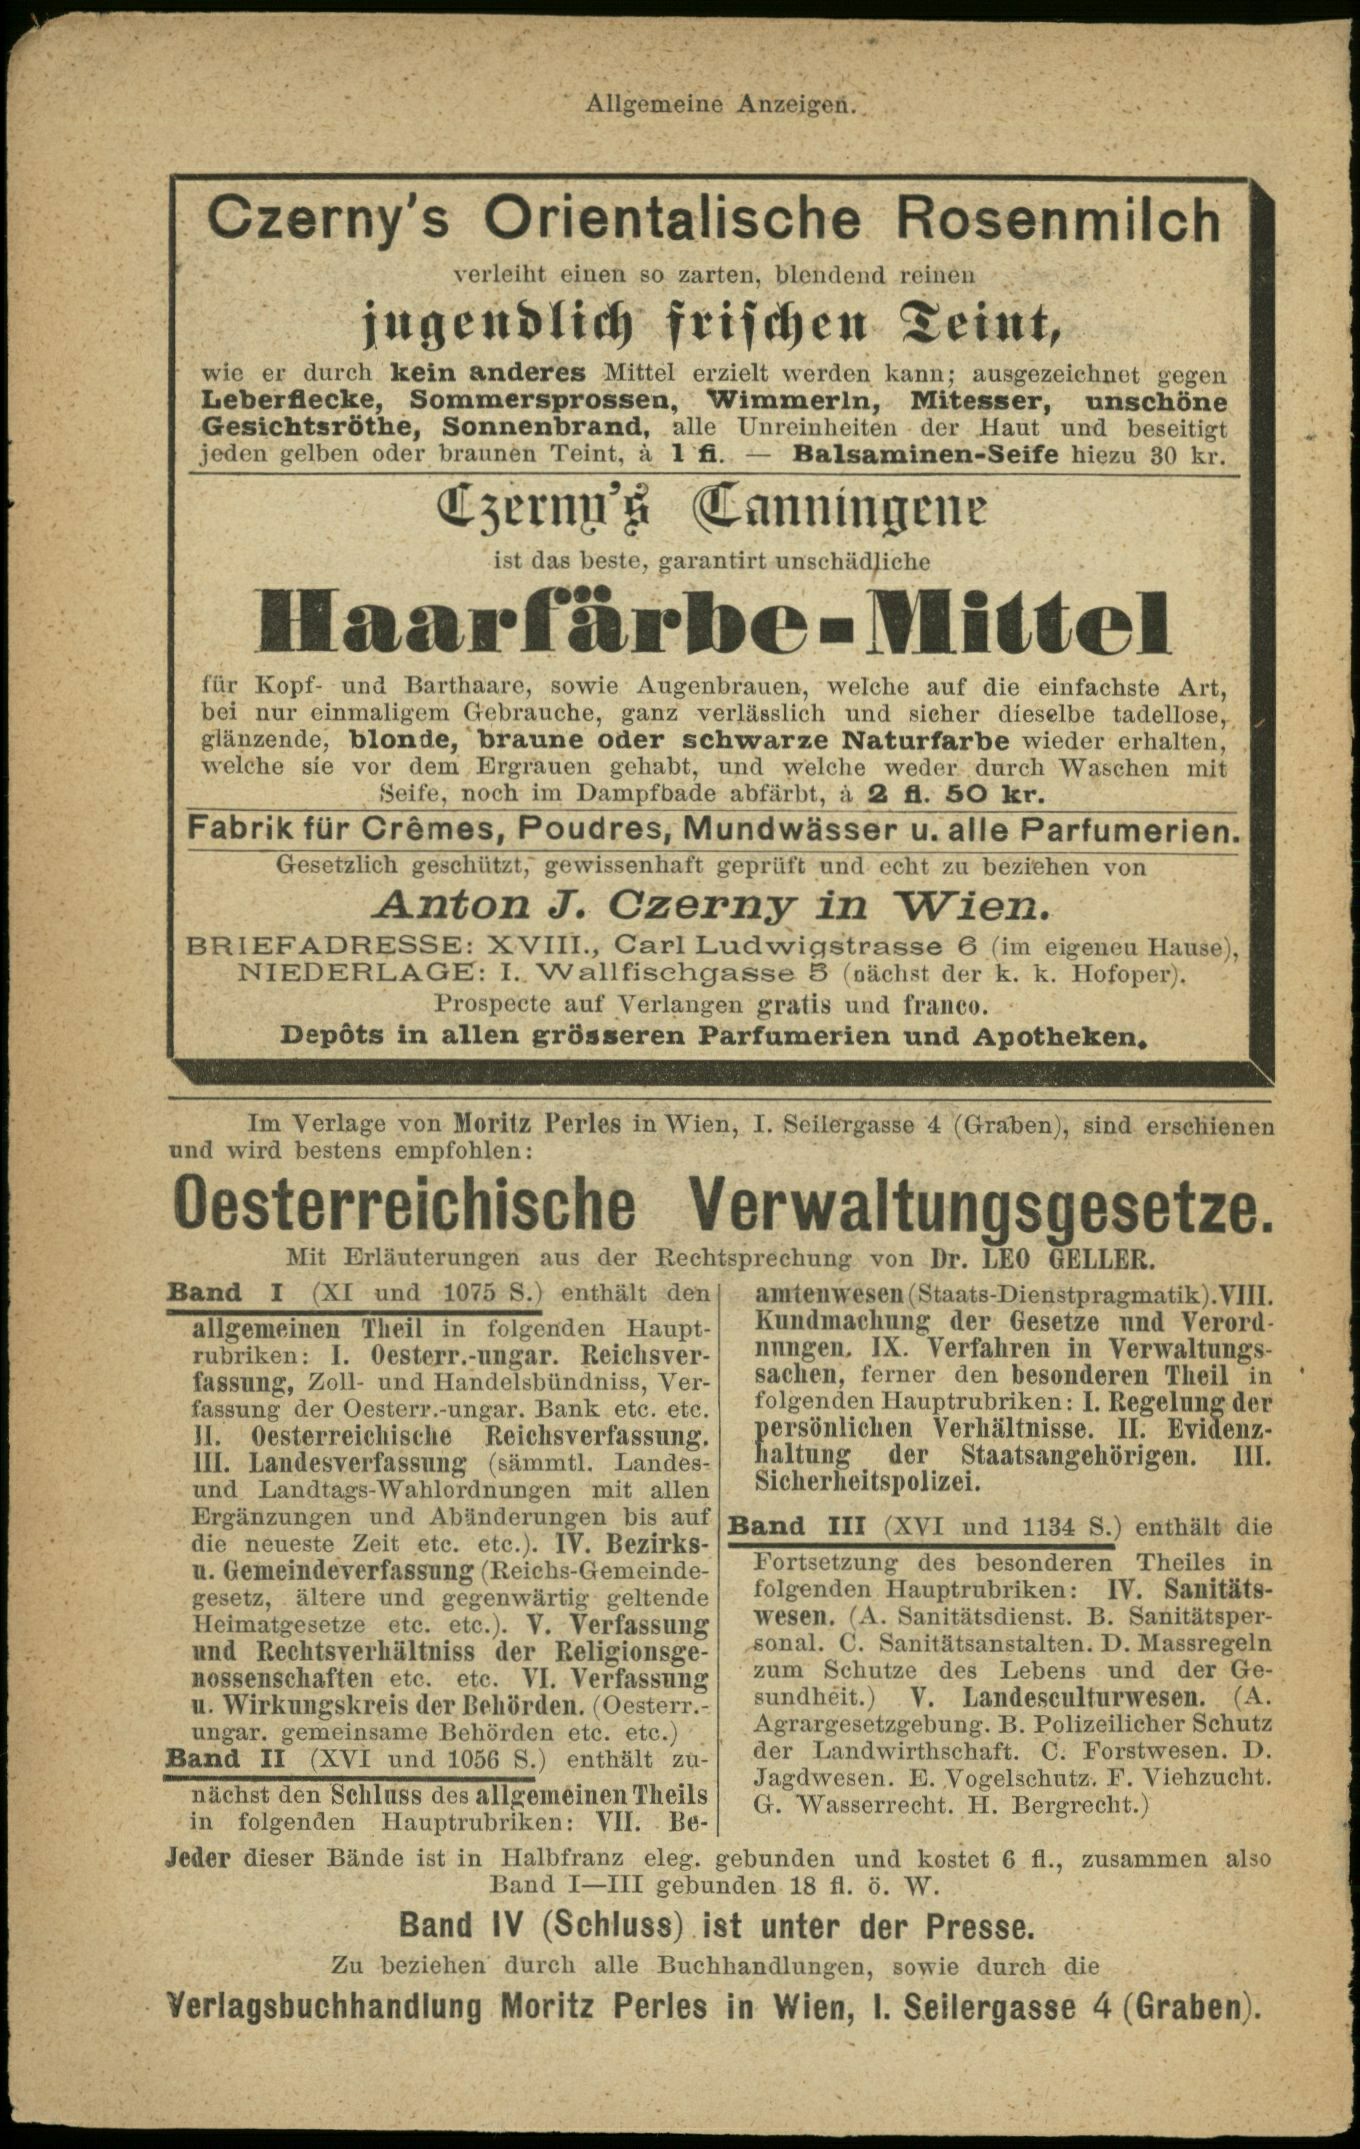 Allgemeine Anzeigen.
Czerny's Orientalische Rosenmilch
verleiht einen so zarten, blendend reinen
jugendlich frischen Teint,
wie er durch kein anderes Mittel erzielt werden kann; ausgezeichnet gegen
Leberflecke, Sommersprossen, Wimmerln, Mitesser, unschöne
Gesichtsröthe, Sonnenbrand, alle Unreinheiten der Haut und beseitigt
jeden gelben oder braunen Teint, à 1 fl. — Balsaminen-Seife hiezu 30 kr.
Czerny's Tanningene
ist das beste, garantirt unschädliche
Haarfärbe-Mittel
für Kopf- und Barthaare, sowie Augenbrauen, welche auf die einfachste Art,
bei nur einmaligem Gebrauche, ganz verlässlich und sicher dieselbe tadellose,
glänzende, blonde, braune oder schwarze Naturfarbe wieder erhalten,
welche sie vor dem Ergrauen gehabt, und welche weder durch Waschen mit
Seife, noch im Dampfbade abfärbt, à 2 fl. 50 kr.
Fabrik für Crêmes, Poudres, Mundwässer u. alle Parfumerien.
Gesetzlich geschützt, gewissenhaft geprüft und echt zu beziehen von
Anton J. Czerny in Wien.
BRIEFADRESSE: XVIII., Carl Ludwigstrasse 6 (im eigenen Hause),
NIEDERLAGE: I. Wallfischgasse 5 (nächst der k. k. Hofoper).
Prospecte auf Verlangen gratis und franco.
Depôts in allen grösseren Parfumerien und Apotheken.
Im Verlage von Moritz Perles in Wien, I. Seilergasse 4 (Graben), sind erschienen
und wird bestens empfohlen:
Oesterreichische Verwaltungsgesetze.
Mit Erläuterungen aus der Rechtsprechung von Dr. LEO GELLER.
Band I (XI und 1075 S.) enthält den
allgemeinen Theil in folgenden Haupt-
rubriken: I. Oesterr.-ungar. Reichsver-
fassung, Zoll- und Handelsbündniss, Ver-
fassung der Oesterr.-ungar. Bank etc. etc.
II. Oesterreichische Reichsverfassung.
III. Landesverfassung (sämmtl. Landes-
und Landtags-Wahlordnungen mit allen
Ergänzungen und Abänderungen bis auf
die neueste Zeit etc. etc.). IV. Bezirks-
u. Gemeindeverfassung (Reichs-Gemeinde-
gesetz, ältere und gegenwärtig geltende
Heimatgesetze etc. etc.). V. Verfassung
und Rechtsverhältniss der Religionsge-
nossenschaften etc. etc. VI. Verfassung
u. Wirkungskreis der Behörden. (Oesterr.-
ungar. gemeinsame Behörden etc. etc.)
Band II (XVI und 1056 S.) enthält zu-
nächst den Schluss des allgemeinen Theils
in folgenden Hauptrubriken: VII. Be-
amtenwesen (Staats-Dienstpragmatik). VIII.
Kundmachung der Gesetze und Verord-
nungen. IX. Verfahren in Verwaltungs-
sachen, ferner den besonderen Theil in
folgenden Hauptrubriken: I. Regelung der
persönlichen Verhältnisse. II. Evidenz-
haltung der Staatsangehörigen. III.
Sicherheitspolizei.
Band III (XVI und 1134 S.) enthält die
Fortsetzung des besonderen Theiles in
folgenden Hauptrubriken: IV. Sanitäts-
wesen. (A. Sanitätsdienst. B. Sanitätsper-
sonal. C. Sanitätsanstalten. D. Massregeln
zum Schutze des Lebens und der Ge-
sundheit.) V. Landesculturwesen. (A.
Agrargesetzgebung. B. Polizeilicher Schutz
der Landwirthschaft. C. Forstwesen. D.
Jagdwesen. E. Vogelschutz. F. Viehzucht.
G. Wasserrecht. H. Bergrecht.)
Jeder dieser Bände ist in Halbfranz eleg. gebunden und kostet 6 fl., zusammen also
Band I—III gebunden 18 fl. ö. W.
Band IV (Schluss) ist unter der Presse.
Zu beziehen durch alle Buchhandlungen, sowie durch die
Verlagsbuchhandlung Moritz Perles in Wien, I. Seilergasse 4 (Graben).